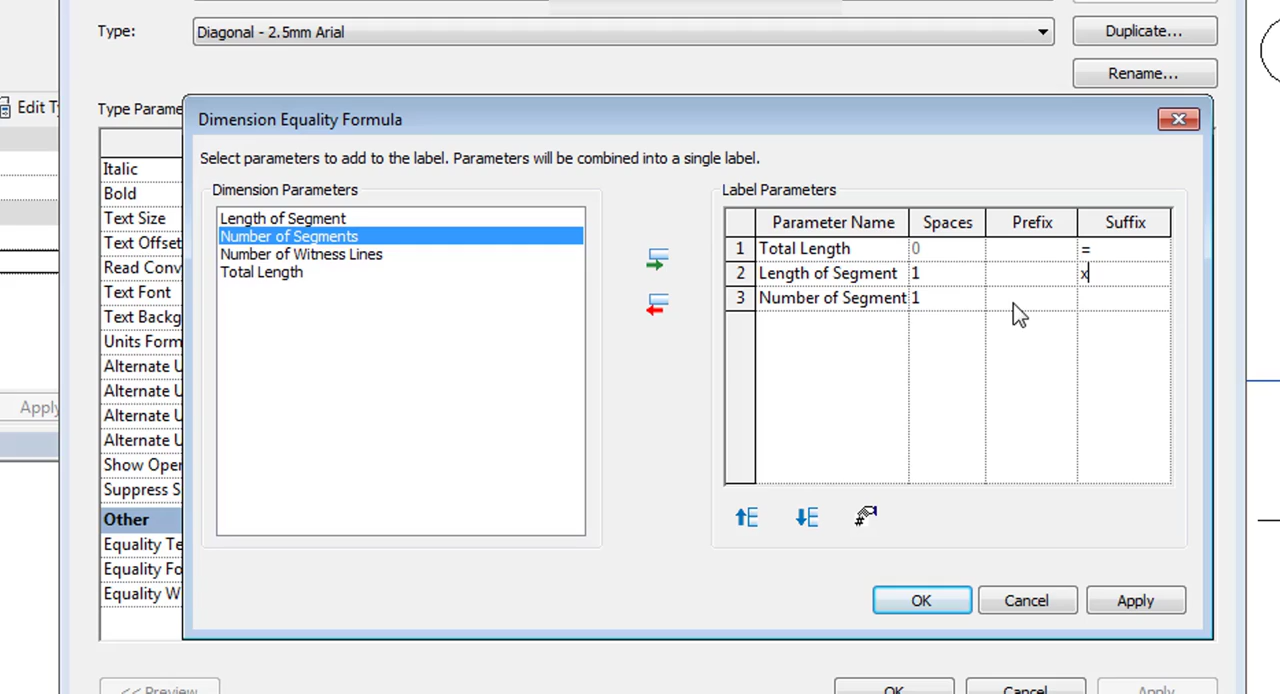 Type:
Diagonal - 2.5mm Arial
Duplicate...
Rename...
Edit Ty
Type Parame
Dimension Equality Formula
Select parameters to add to the label. Parameters will be combined into a single label.
Dimension Parameters
Label Parameters
Italic
Bold
Text Size
Text Offset
Read Conv
Text Font
Text Backg
Units Form
Alternate U
Alternate U
Alternate U
Alternate U
Show Oper
Suppress S
Other
Equality Te
Equality Fo
Equality W
Length of Segment
Number of Segments
Number of Witness Lines
Total Length
Parameter Name Spaces Prefix Suffix
1 Total Length 0 =
2 Length of Segment 1 x
3 Number of Segment 1
Apply
OK Cancel Apply
<< Preview
OK Cancel Apply